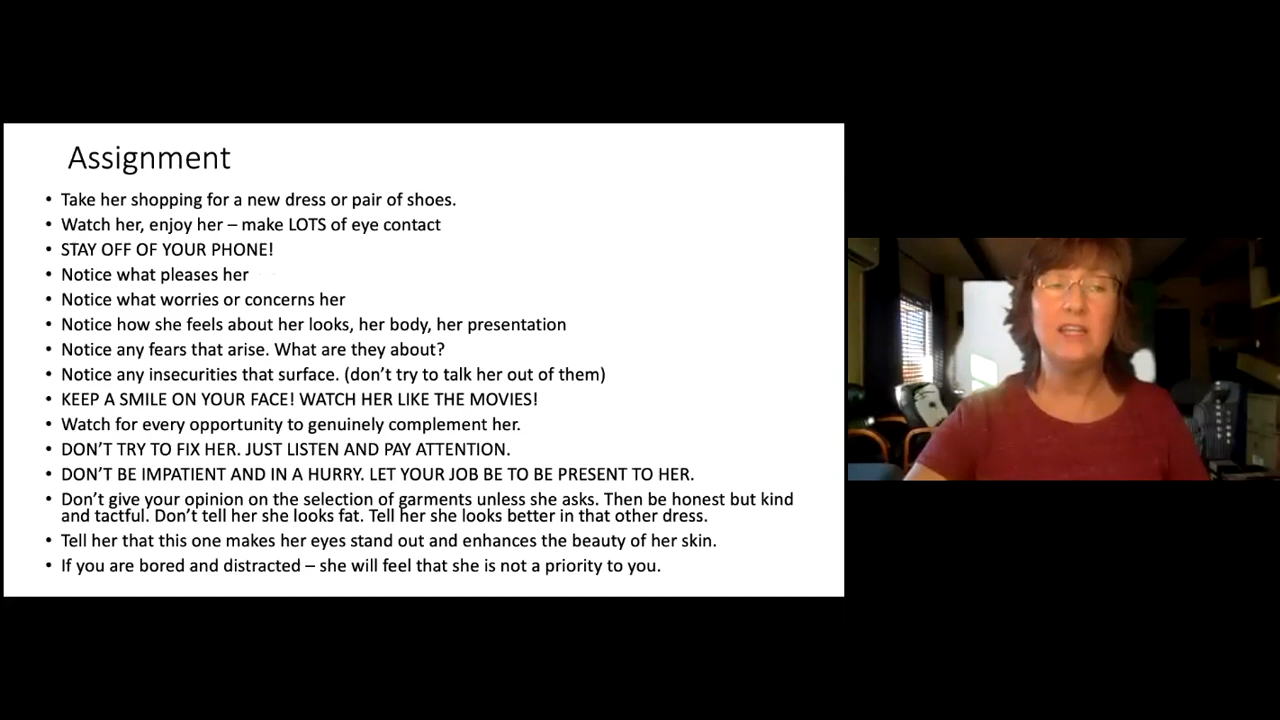 Assignment
• Take her shopping for a new dress or pair of shoes.
• Watch her, enjoy her – make LOTS of eye contact
• STAY OFF OF YOUR PHONE!
• Notice what pleases her
• Notice what worries or concerns her
• Notice how she feels about her looks, her body, her presentation
• Notice any fears that arise. What are they about?
• Notice any insecurities that surface. (don’t try to talk her out of them)
• KEEP A SMILE ON YOUR FACE! WATCH HER LIKE THE MOVIES!
• Watch for every opportunity to genuinely complement her.
• DON’T TRY TO FIX HER. JUST LISTEN AND PAY ATTENTION.
• DON’T BE IMPATIENT AND IN A HURRY. LET YOUR JOB BE TO BE PRESENT TO HER.
• Don’t give your opinion on the selection of garments unless she asks. Then be honest but kind
and tactful. Don’t tell her she looks fat. Tell her she looks better in that other dress.
• Tell her that this one makes her eyes stand out and enhances the beauty of her skin.
• If you are bored and distracted – she will feel that she is not a priority to you.